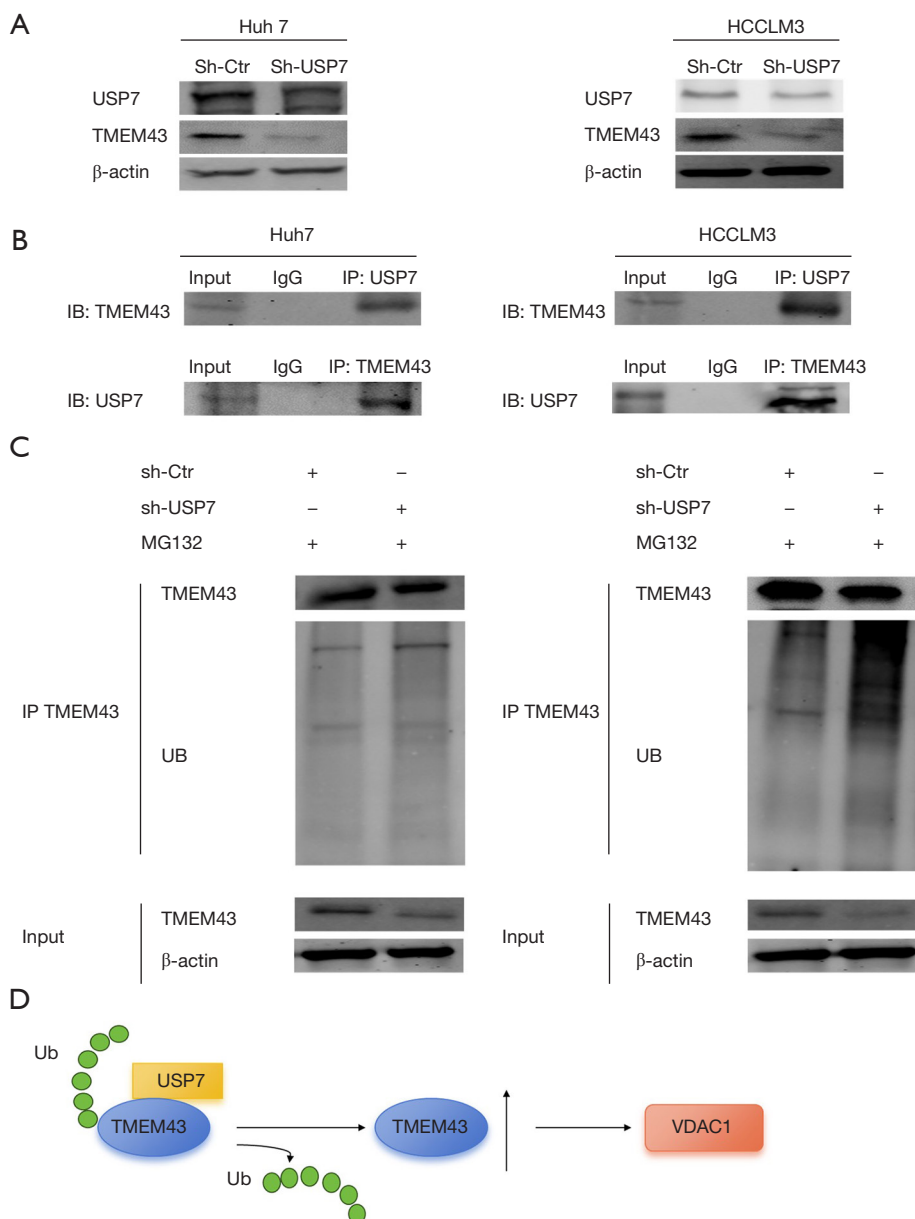 A
Huh 7
Sh-Ctr Sh-USP7
USP7
TMEM43
β-actin
HCCLM3
Sh-Ctr Sh-USP7
USP7
TMEM43
β-actin
B
Huh7
Input IgG IP: USP7
IB: TMEM43
Input IgG IP: TMEM43
IB: USP7
HCCLM3
Input IgG IP: USP7
IB: TMEM43
Input IgG IP: TMEM43
IB: USP7
C
sh-Ctr + –
sh-USP7 – +
MG132 + +
IP TMEM43
TMEM43
UB
Input
TMEM43
β-actin
sh-Ctr + –
sh-USP7 – +
MG132 + +
IP TMEM43
TMEM43
UB
Input
TMEM43
β-actin
D
Ub
USP7
TMEM43
Ub
TMEM43
VDAC1